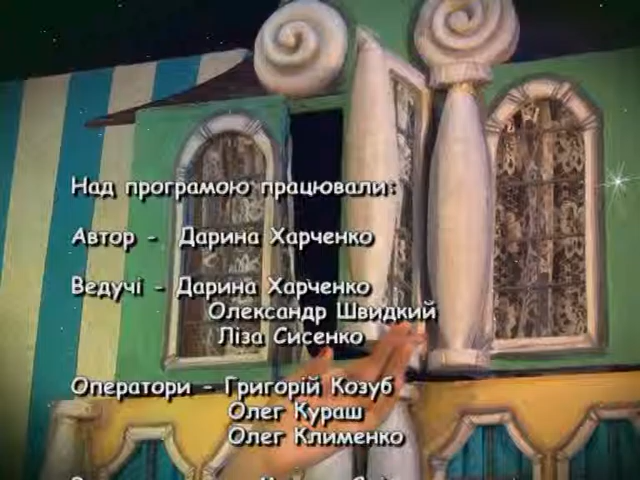 Над програмою працювали:
Автор - Дарина Харченко
Ведучі - Дарина Харченко
Олександр Швидкий
Ліза Сисенко
Оператори - Григорій Козуб
Олег Кураш
Олег Клименко